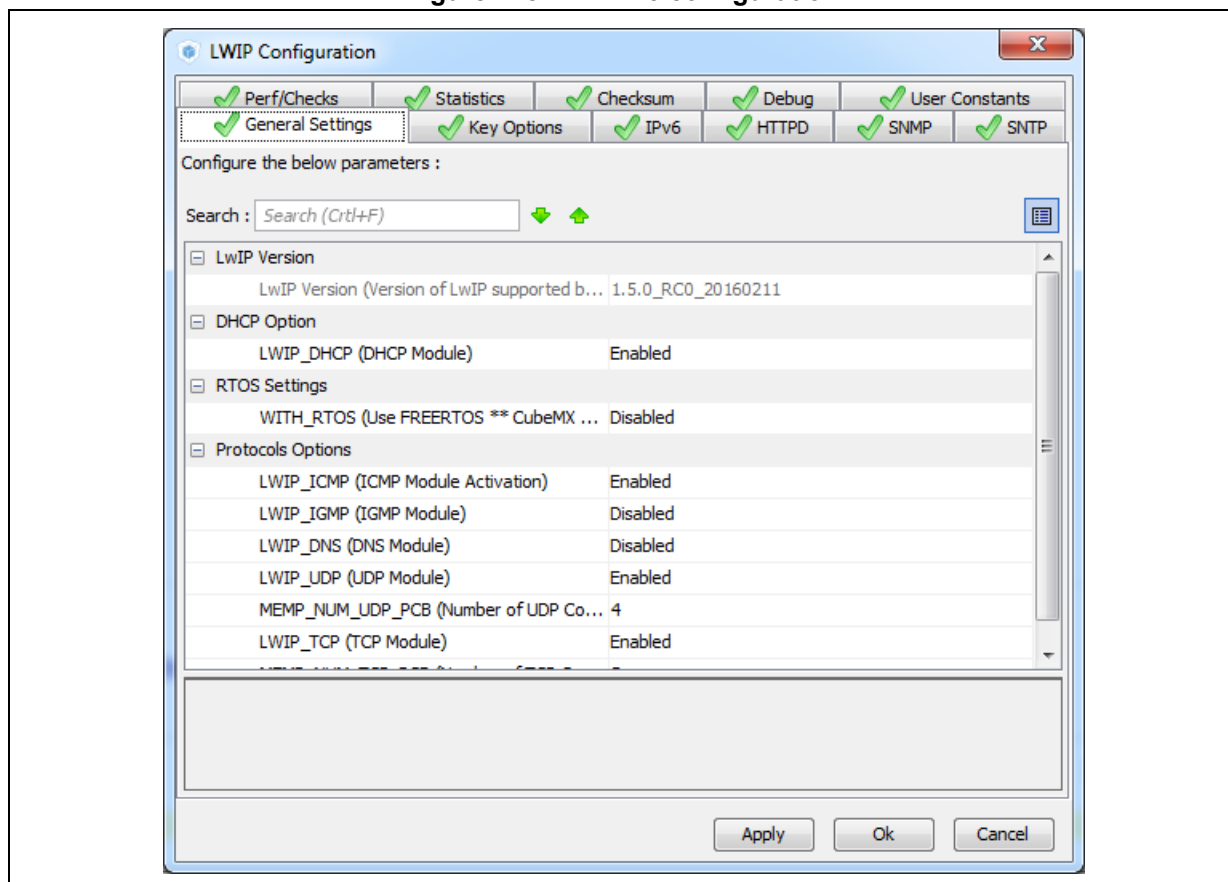 LWIP Configuration
Perf/Checks Statistics Checksum Debug User Constants
General Settings Key Options IPv6 HTTPD SNMP SNTP
Configure the below parameters :
Search : Search (Crtl+F)
LwIP Version
LwIP Version (Version of LwIP supported b... 1.5.0_RC0_20160211
DHCP Option
LWIP_DHCP (DHCP Module) Enabled
RTOS Settings
WITH_RTOS (Use FREERTOS ** CubeMX ... Disabled
Protocols Options
LWIP_ICMP (ICMP Module Activation) Enabled
LWIP_IGMP (IGMP Module) Disabled
LWIP_DNS (DNS Module) Disabled
LWIP_UDP (UDP Module) Enabled
MEMP_NUM_UDP_PCB (Number of UDP Co... 4
LWIP_TCP (TCP Module) Enabled
Apply Ok Cancel